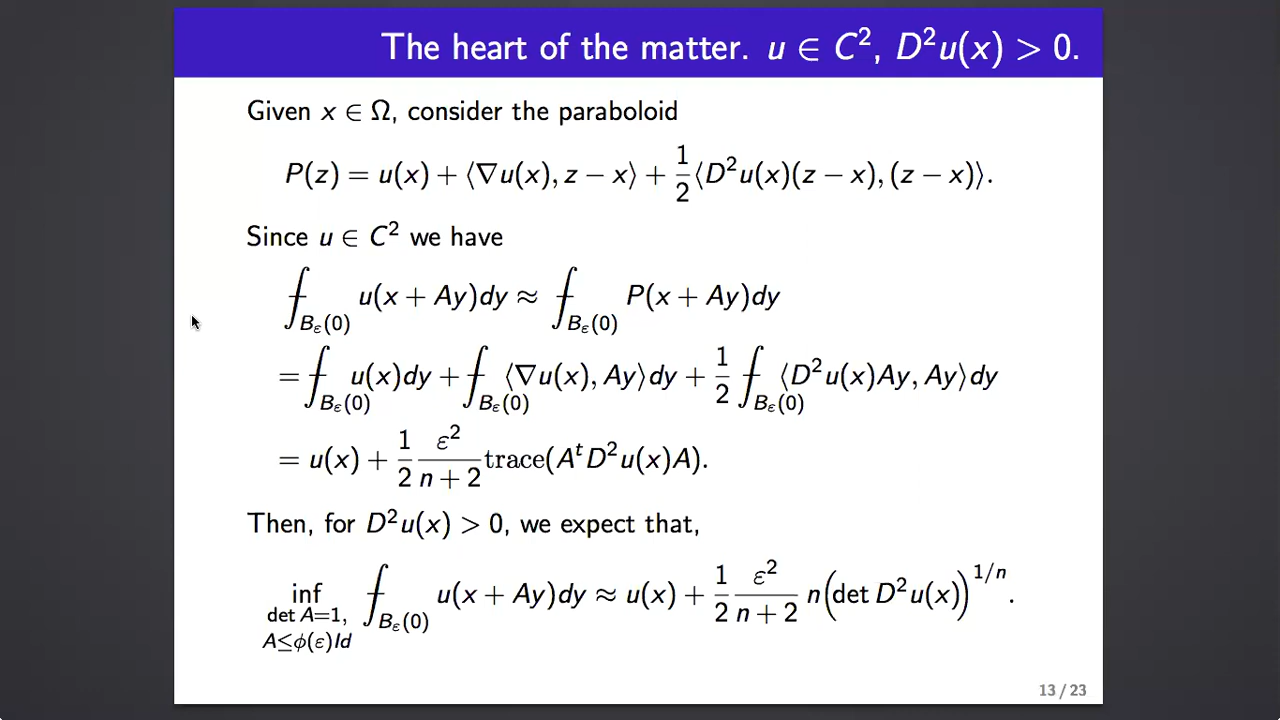 The heart of the matter. u ∈ C², D²u(x) > 0.
Given x ∈ Ω, consider the paraboloid
P(z) = u(x) + ⟨∇u(x), z − x⟩ + 1/2 ⟨D²u(x)(z − x), (z − x)⟩.
Since u ∈ C² we have
⨍_{B_ε(0)} u(x + Ay)dy ≈ ⨍_{B_ε(0)} P(x + Ay)dy
= ⨍_{B_ε(0)} u(x)dy + ⨍_{B_ε(0)} ⟨∇u(x), Ay⟩dy + 1/2 ⨍_{B_ε(0)} ⟨D²u(x)Ay, Ay⟩dy
= u(x) + 1/2 ε²/(n + 2) trace(AᵗD²u(x)A).
Then, for D²u(x) > 0, we expect that,
inf_{det A=1, A≤ϕ(ε)Id} ⨍_{B_ε(0)} u(x + Ay)dy ≈ u(x) + 1/2 ε²/(n + 2) n(det D²u(x))^{1/n}.
13 / 23